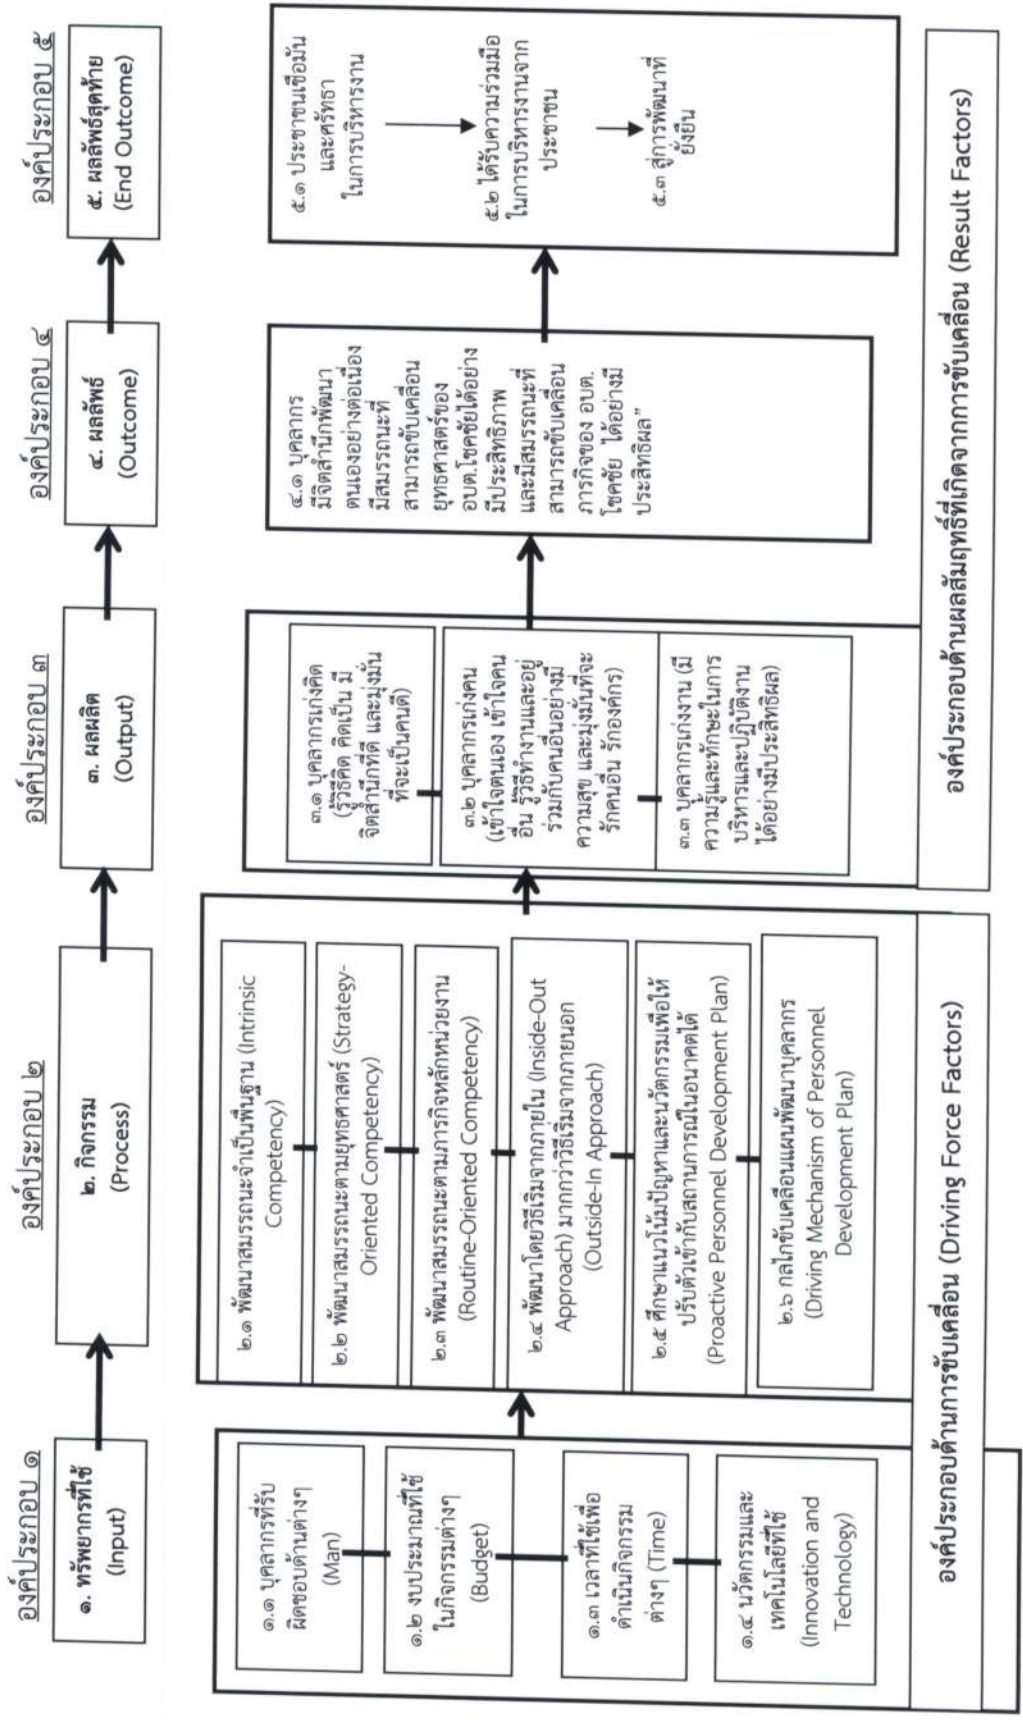 องค์ประกอบ ๑
๑. ทรัพยากรที่ใช้
(Input)
๑.๑ บุคลากรที่รับ
ผิดชอบด้านต่างๆ
(Man)
๑.๒ งบประมาณที่ใช้
ในกิจกรรมต่างๆ
(Budget)
๑.๓ เวลาที่ใช้เพื่อ
ดำเนินกิจกรรม
ต่างๆ (Time)
๑.๔ นวัตกรรมและ
เทคโนโลยีที่ใช้
(Innovation and
Technology)
องค์ประกอบ ๒
๒. กิจกรรม
(Process)
๒.๑ พัฒนาสมรรถนะจำเป็นพื้นฐาน (Intrinsic
Competency)
๒.๒ พัฒนาสมรรถนะตามยุทธศาสตร์ (Strategy-
Oriented Competency)
๒.๓ พัฒนาสมรรถนะตามภารกิจหลักหน่วยงาน
(Routine-Oriented Competency)
๒.๔ พัฒนาโดยวิธีเริ่มจากภายใน (Inside-Out
Approach) มากกว่าวิธีเริ่มจากภายนอก
(Outside-In Approach)
๒.๕ ศึกษาแนวโน้มปัญหาและนวัตกรรมเพื่อให้
ปรับตัวเข้ากับสถานการณ์ในอนาคตได้
(Proactive Personnel Development Plan)
๒.๖ กลไกขับเคลื่อนแผนพัฒนาบุคลากร
(Driving Mechanism of Personnel
Development Plan)
องค์ประกอบด้านการขับเคลื่อน (Driving Force Factors)
องค์ประกอบ ๓
๓. ผลผลิต
(Output)
๓.๑ บุคลากรเก่งคิด
(รู้วิธีคิด คิดเป็น มี
จิตสำนึกที่ดี และมุ่งมั่น
ที่จะเป็นคนดี)
๓.๒ บุคลากรเก่งคน
(เข้าใจตนเอง เข้าใจคน
อื่น รู้วิธีทำงานและอยู่
ร่วมกับคนอื่นอย่างมี
ความสุข และมุ่งมั่นที่จะ
รักคนอื่น รักองค์กร)
๓.๓ บุคลากรเก่งงาน (มี
ความรู้และทักษะในการ
บริหารและปฏิบัติงาน
ได้อย่างมีประสิทธิผล)
องค์ประกอบ ๔
๔. ผลลัพธ์
(Outcome)
๔.๑ บุคลากร
มีจิตสำนึกพัฒนา
ตนเองอย่างต่อเนื่อง
มีสมรรถนะที่
สามารถขับเคลื่อน
ยุทธศาสตร์ของ
อบต.โชคชัยได้อย่าง
มีประสิทธิภาพ
และมีสมรรถนะที่
สามารถขับเคลื่อน
ภารกิจของ อบต.
โชคชัย ได้อย่างมี
ประสิทธิผล”
องค์ประกอบ ๕
๕. ผลลัพธ์สุดท้าย
(End Outcome)
๕.๑ ประชาชนเชื่อมั่น
และศรัทธา
ในการบริหารงาน
๕.๒ ได้รับความร่วมมือ
ในการบริหารงานจาก
ประชาชน
๕.๓ สู่การพัฒนาที่
ยั่งยืน
องค์ประกอบด้านผลสัมฤทธิ์ที่เกิดจากการขับเคลื่อน (Result Factors)